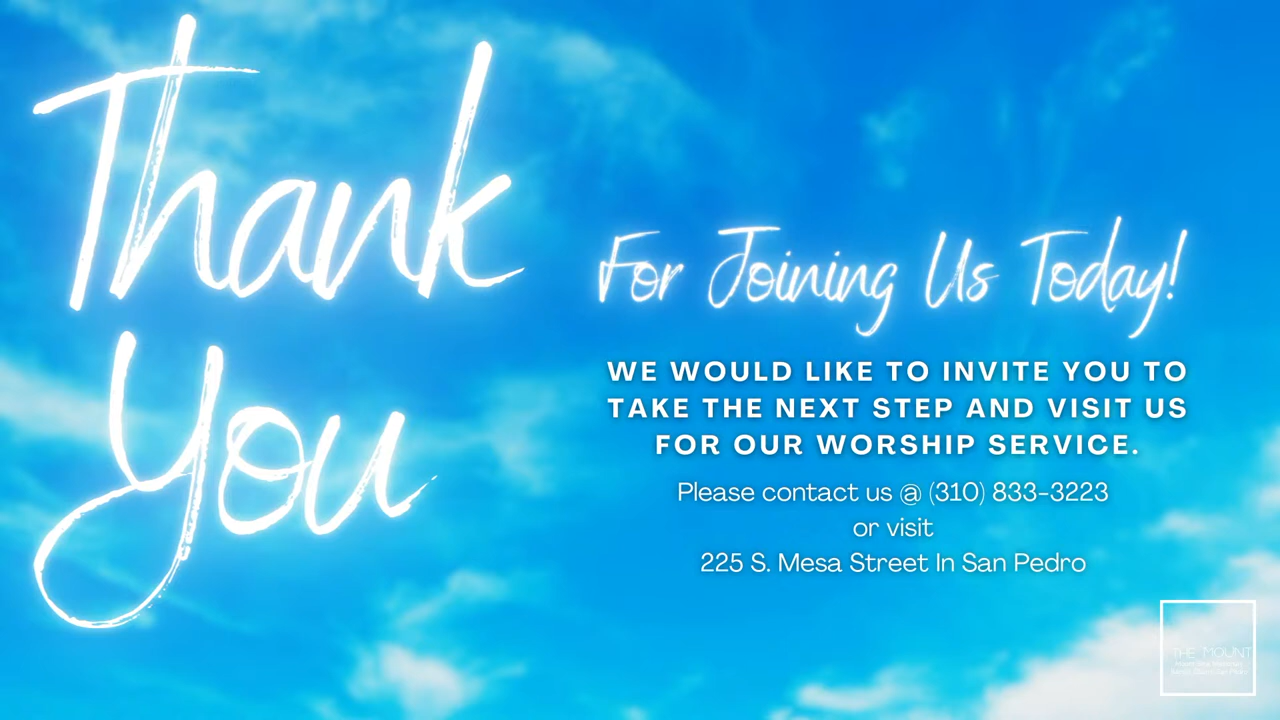 Thank
You
For Joining Us Today!
WE WOULD LIKE TO INVITE YOU TO
TAKE THE NEXT STEP AND VISIT US
FOR OUR WORSHIP SERVICE.
Please contact us @ (310) 833-3223
or visit
225 S. Mesa Street In San Pedro
THE MOUNT